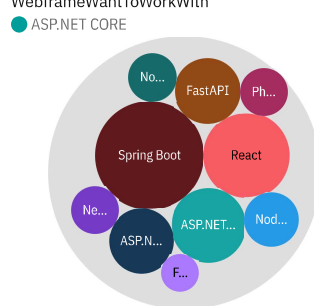 WebframeWantToWorkWith
ASP.NET CORE
No...
FastAPI
Ph...
Spring Boot
React
Ne...
ASP.N...
ASP.NET...
Nod...
F...